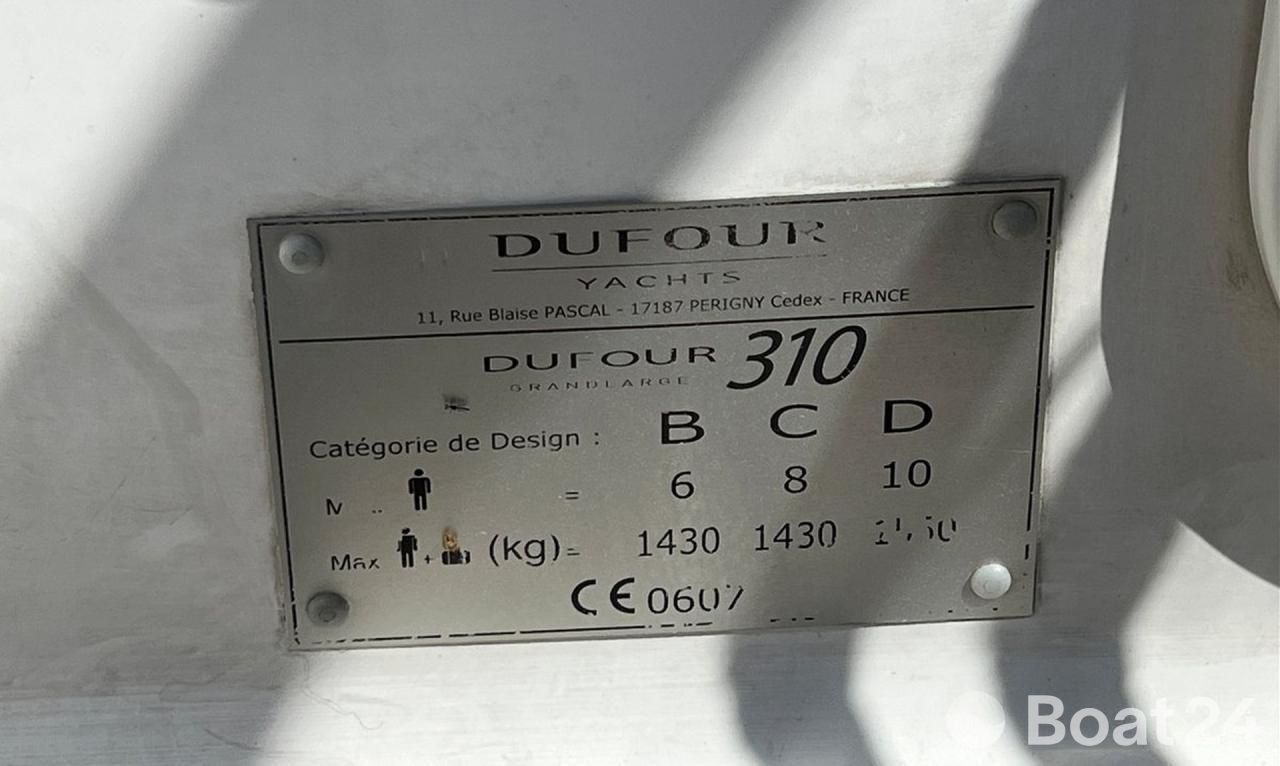 DUFOUR
YACHTS
11, Rue Blaise PASCAL - 17187 PERIGNY Cedex - FRANCE
DUFOUR 310
GRANDLARGE
Catégorie de Design : B C D
= 6 8 10
Max + (kg)= 1430 1430
CE 0607
Boat24